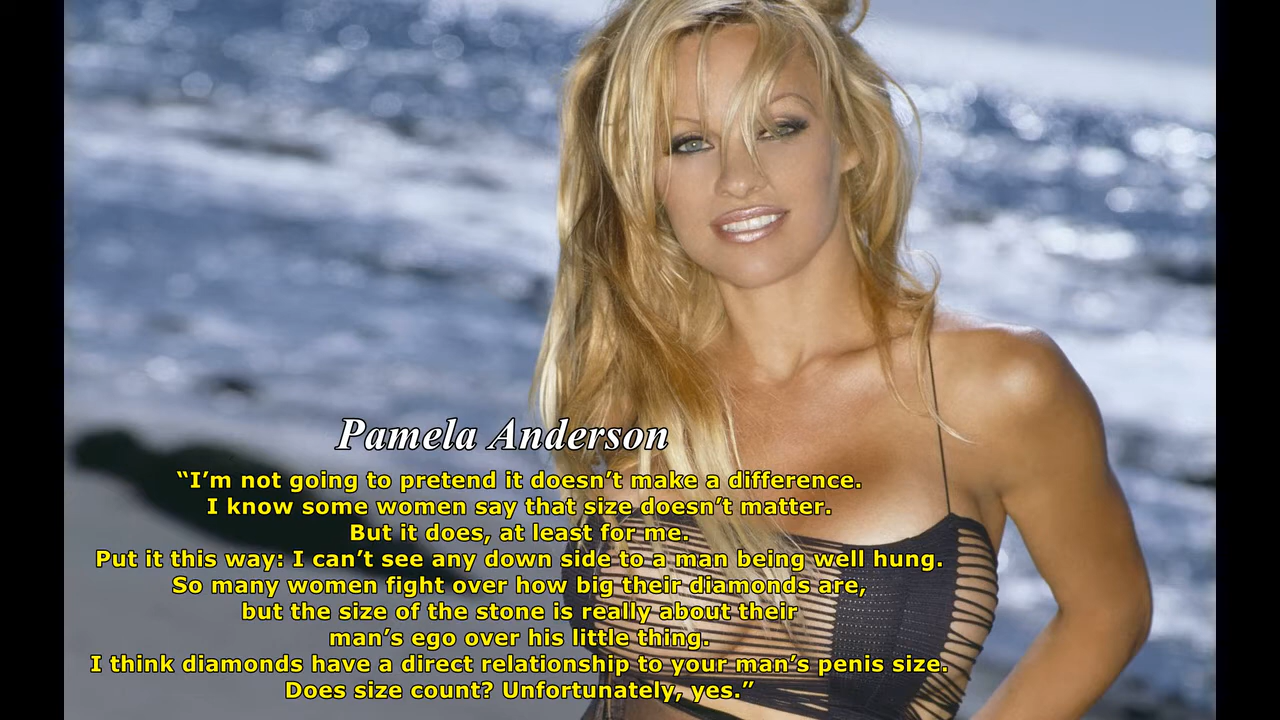 Pamela Anderson
“I’m not going to pretend it doesn’t make a difference.
I know some women say that size doesn’t matter.
But it does, at least for me.
Put it this way: I can’t see any down side to a man being well hung.
So many women fight over how big their diamonds are,
but the size of the stone is really about their
man’s ego over his little thing.
I think diamonds have a direct relationship to your man’s penis size.
Does size count? Unfortunately, yes.”